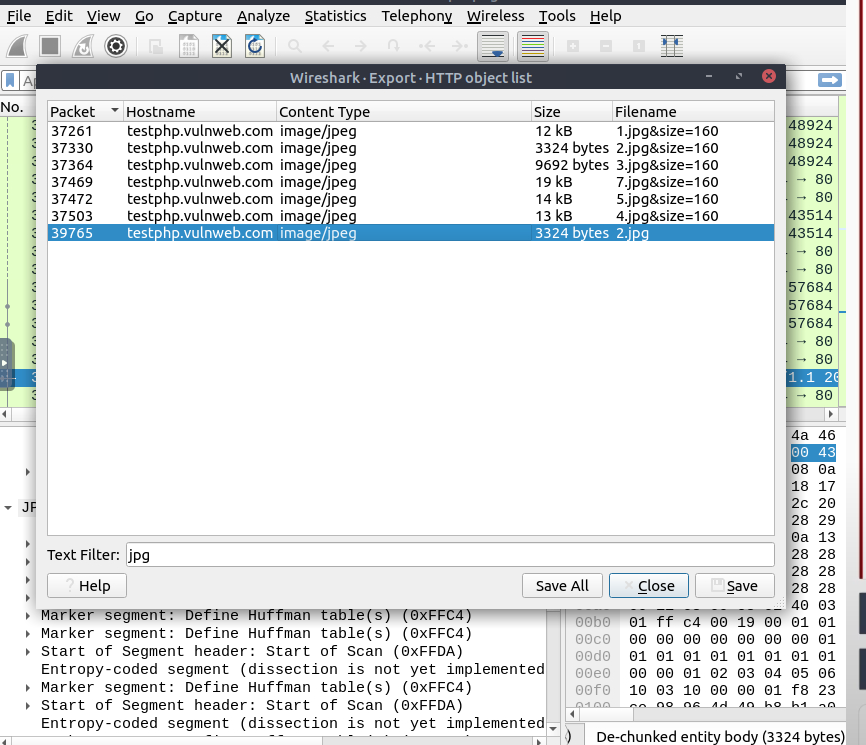 File Edit View Go Capture Analyze Statistics Telephony Wireless Tools Help
Wireshark · Export · HTTP object list
No.
Packet Hostname Content Type Size Filename
37261 testphp.vulnweb.com image/jpeg 12 kB 1.jpg&size=160
37330 testphp.vulnweb.com image/jpeg 3324 bytes 2.jpg&size=160
37364 testphp.vulnweb.com image/jpeg 9692 bytes 3.jpg&size=160
37469 testphp.vulnweb.com image/jpeg 19 kB 7.jpg&size=160
37472 testphp.vulnweb.com image/jpeg 14 kB 5.jpg&size=160
37503 testphp.vulnweb.com image/jpeg 13 kB 4.jpg&size=160
39765 testphp.vulnweb.com image/jpeg 3324 bytes 2.jpg
48924
48924
48924
→ 80
→ 80
43514
43514
→ 80
→ 80
57684
57684
57684
→ 80
→ 80
1.1 20
→ 80
4a 46
00 43
08 0a
18 17
2c 20
28 29
0a 13
28 28
28 28
28 28
Text Filter: jpg
Help Save All Close Save
40 03
Marker segment: Define Huffman table(s) (0xFFC4)
Marker segment: Define Huffman table(s) (0xFFC4)
Start of Segment header: Start of Scan (0xFFDA)
Entropy-coded segment (dissection is not yet implemented
Marker segment: Define Huffman table(s) (0xFFC4)
Start of Segment header: Start of Scan (0xFFDA)
Entropy-coded segment (dissection is not yet implemented
00b0 01 ff c4 00 19 00 01 01
00c0 00 00 00 00 00 00 00 01
00d0 01 01 01 01 01 01 01 01
00e0 00 00 01 02 03 04 05 06
00f0 10 03 10 00 00 01 f8 23
De-chunked entity body (3324 bytes)